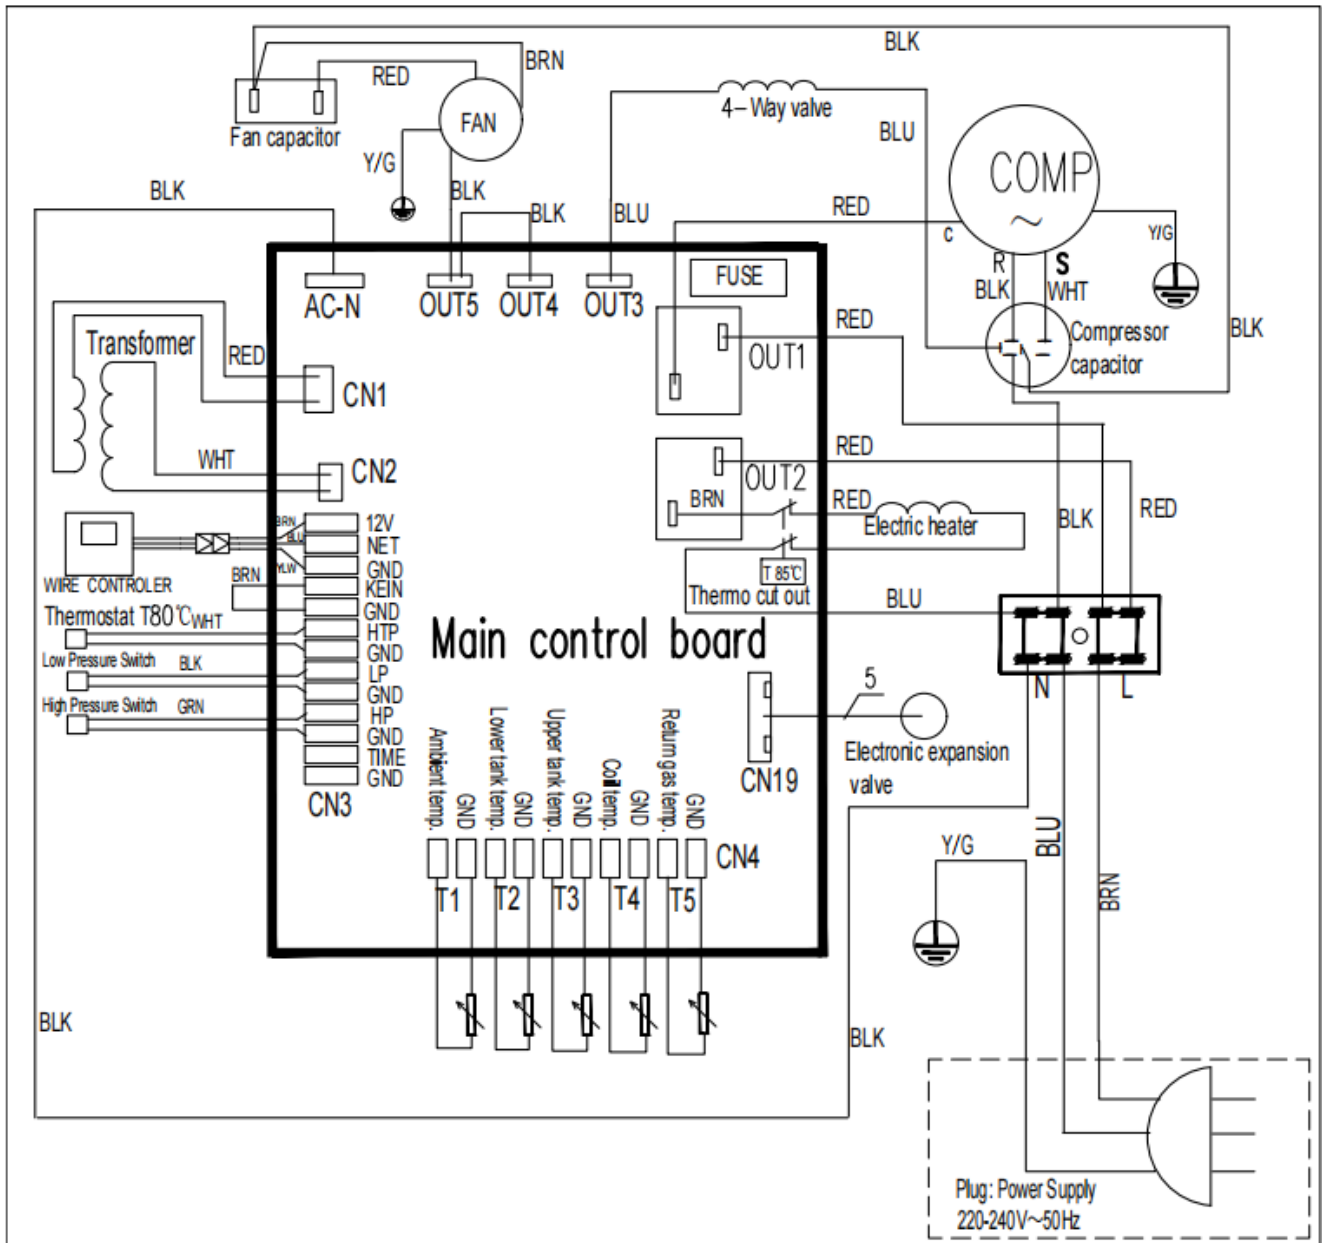 BLK
BRN
RED
Fan capacitor
FAN
Y/G
BLK
BLK
BLK
4-Way valve
BLU
BLU
COMP
~
RED
C
R
S
BLK
WHT
Y/G
Compressor
capacitor
BLK
AC-N
OUT5
OUT4
OUT3
FUSE
OUT1
RED
Transformer
RED
CN1
WHT
CN2
OUT2
RED
BRN
RED
Electric heater
BLK
RED
T 85℃
Thermo cut out
BLU
N
L
WIRE CONTROLER
BRN
BLU
YLW
BRN
Thermostat T80℃
WHT
Low Pressure Switch
BLK
High Pressure Switch
GRN
12V
NET
GND
KEIN
GND
HTP
GND
LP
GND
HP
GND
TIME
GND
CN3
Main control board
5
Electronic expansion
valve
CN19
Ambient temp.
GND
Lower tank temp.
GND
Upper tank temp.
GND
Coil temp.
GND
Return gas temp.
GND
CN4
T1
T2
T3
T4
T5
Y/G
BLU
BRN
BLK
BLK
Plug: Power Supply
220-240V~50Hz